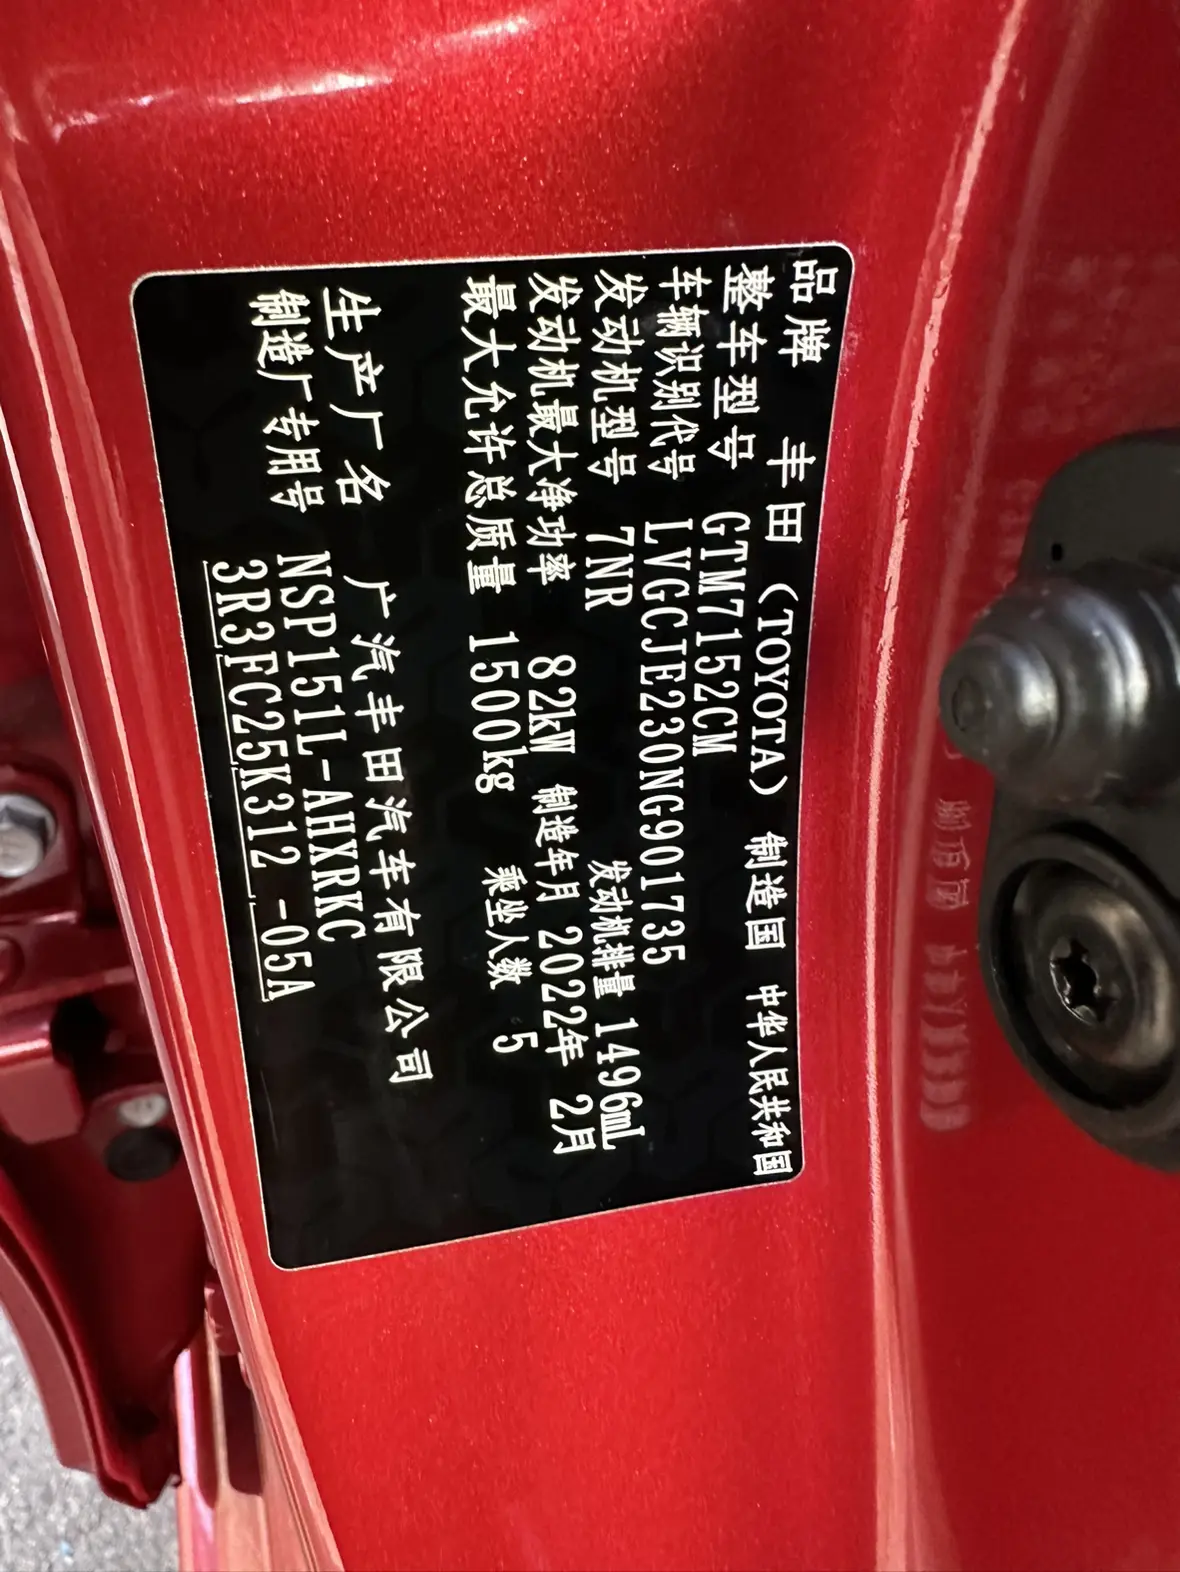 品牌 丰田 (TOYOTA) 制造国 中华人民共和国
整车型号 GTM7152CM
车辆识别代号 LVGCJE230NG901735
发动机型号 7NR 发动机排量 1496mL
发动机最大净功率 82kW 制造年月 2022年 2月
最大允许总质量 1500kg 乘坐人数 5
生产厂名 广汽丰田汽车有限公司
制造厂专用号 NSP151L-AHXRKC
3R3FC25K312 -05A